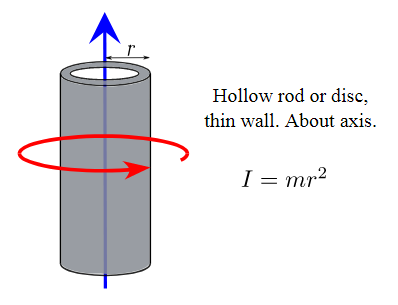 r
Hollow rod or disc,
thin wall. About axis.
I = mr²